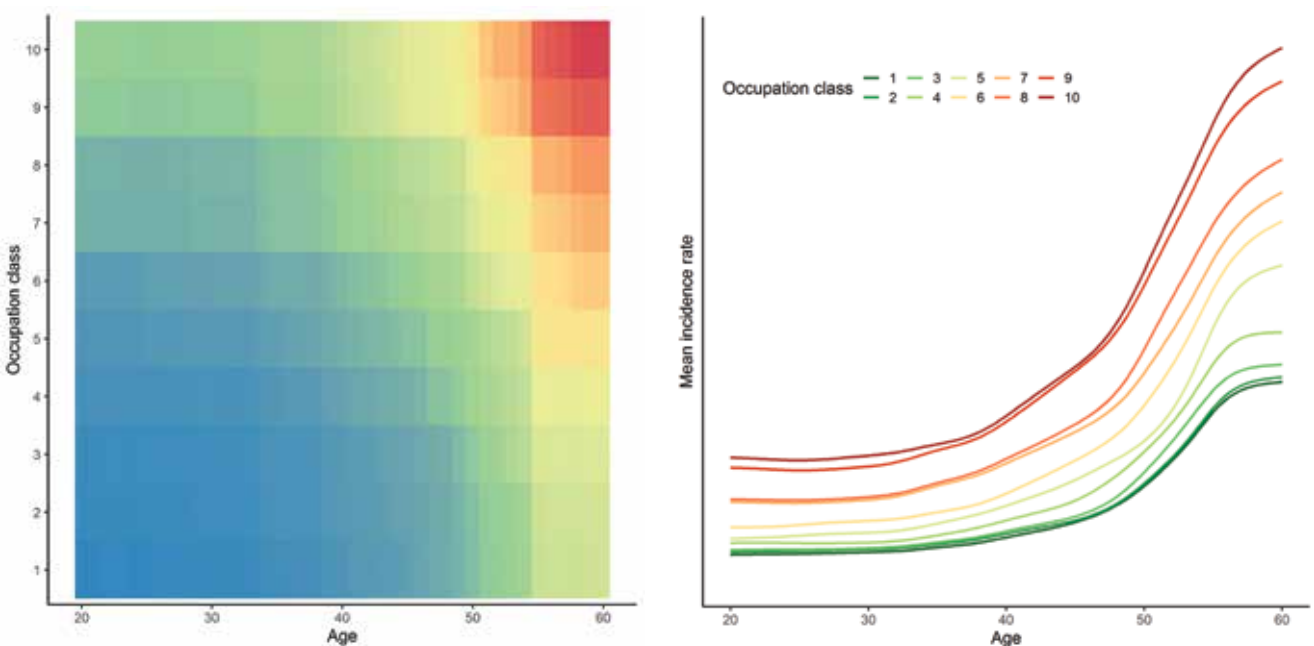 10
9
8
7
6
5
4
3
2
1
Occupation class
20 30 40 50 60
Age
Mean incidence rate
Occupation class 1 3 5 7 9
2 4 6 8 10
20 30 40 50 60
Age